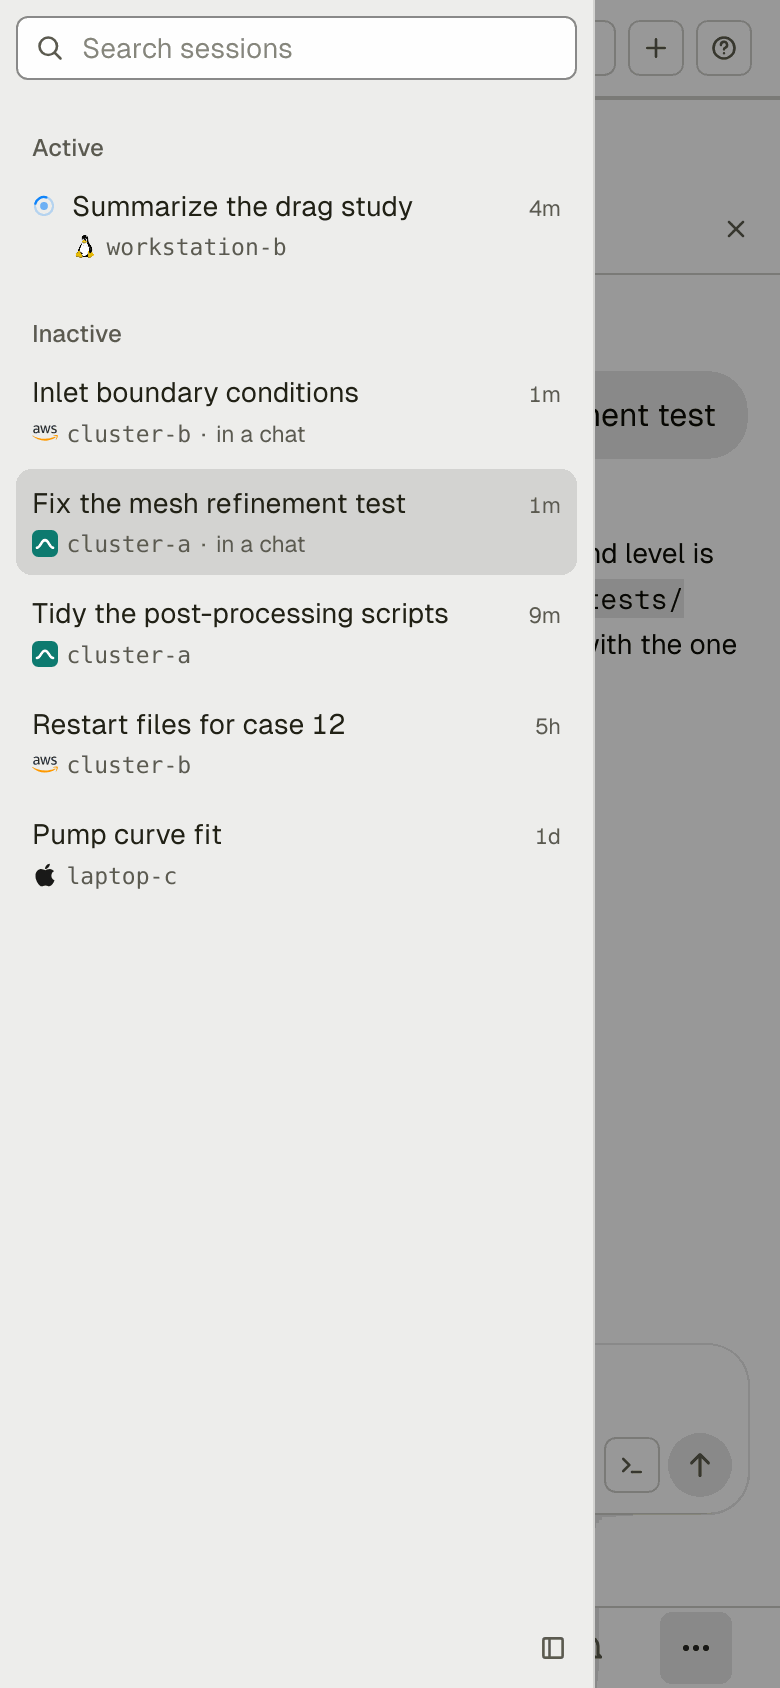 Search sessions
Active
Summarize the drag study 4m
workstation-b
Inactive
Inlet boundary conditions 1m
aws cluster-b · in a chat
Fix the mesh refinement test 1m
cluster-a · in a chat
Tidy the post-processing scripts 9m
cluster-a
Restart files for case 12 5h
aws cluster-b
Pump curve fit 1d
laptop-c
test
level is
tests/
with the one